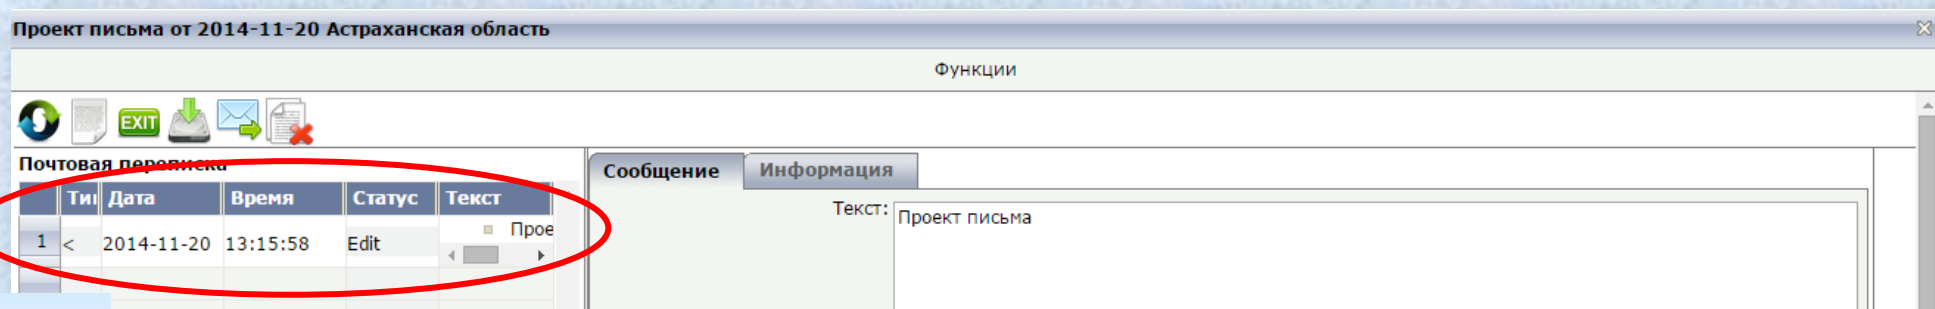 Проект письма от 2014-11-20 Астраханская область
Функции
EXIT
Почтовая переписка
Сообщение Информация
Ти Дата Время Статус Текст
Текст: Проект письма
1 < 2014-11-20 13:15:58 Edit Прое